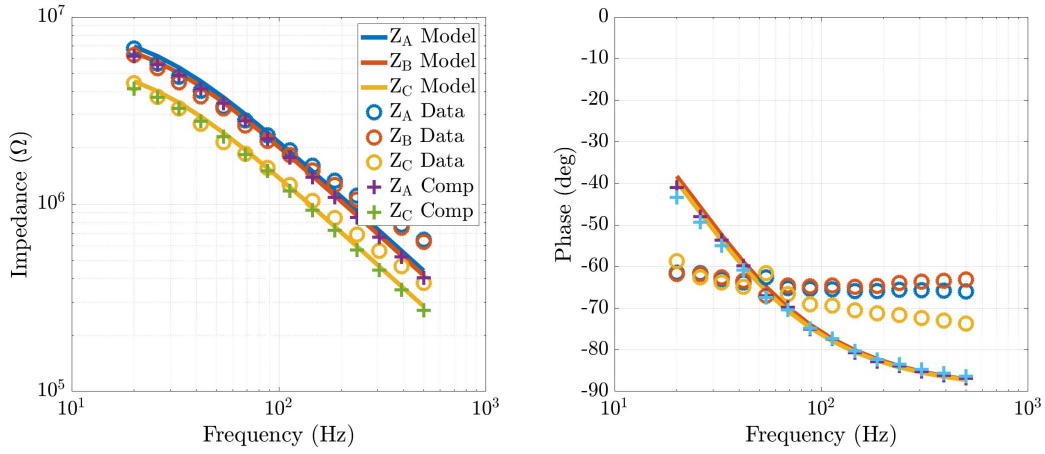 10^7
10^6
10^5
Impedance (Ω)
10^1
10^2
10^3
Frequency (Hz)
Z_A Model
Z_B Model
Z_C Model
Z_A Data
Z_B Data
Z_C Data
Z_A Comp
Z_C Comp
0
-10
-20
-30
-40
-50
-60
-70
-80
-90
Phase (deg)
10^1
10^2
10^3
Frequency (Hz)